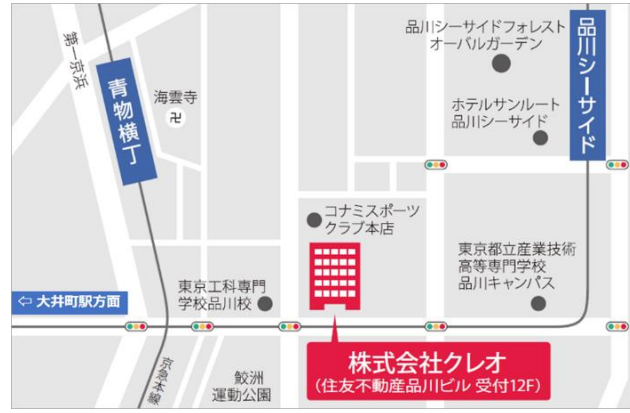 第一京浜
青物横丁
海雲寺
品川シーサイドフォレスト
オーバルガーデン
ホテルサンルート
品川シーサイド
品川シーサイド
コナミスポーツ
クラブ本店
東京都立産業技術
高等専門学校
品川キャンパス
東京工科専門
学校品川校
⇦ 大井町駅方面
京急本線
鮫洲
運動公園
株式会社クレオ
(住友不動産品川ビル 受付12F)